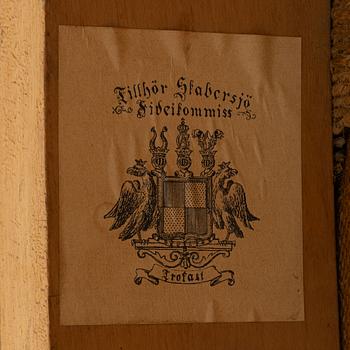 Tillhör Skabersjö
Fideikommiss
Trofast